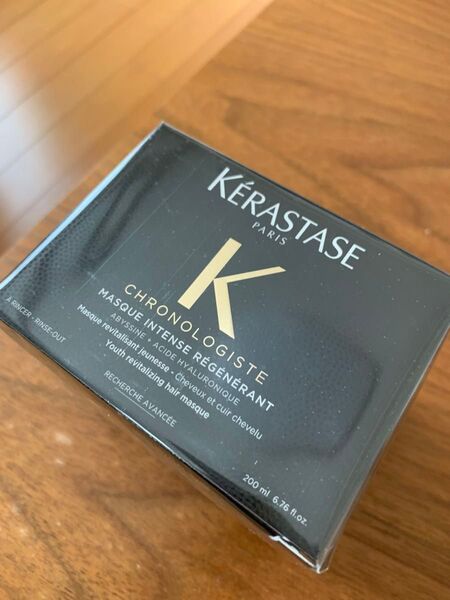 KÉRASTASE
PARIS
K
CHRONOLOGISTE
MASQUE INTENSE RÉGÉNÉRANT
ABYSSINE + ACIDE HYALURONIQUE
Masque revitalisant jeunesse - Cheveux et cuir chevelu
Youth revitalizing hair masque
À RINCER - RINSE-OUT
RECHERCHE AVANCÉE
200 ml 6.76 fl.oz.